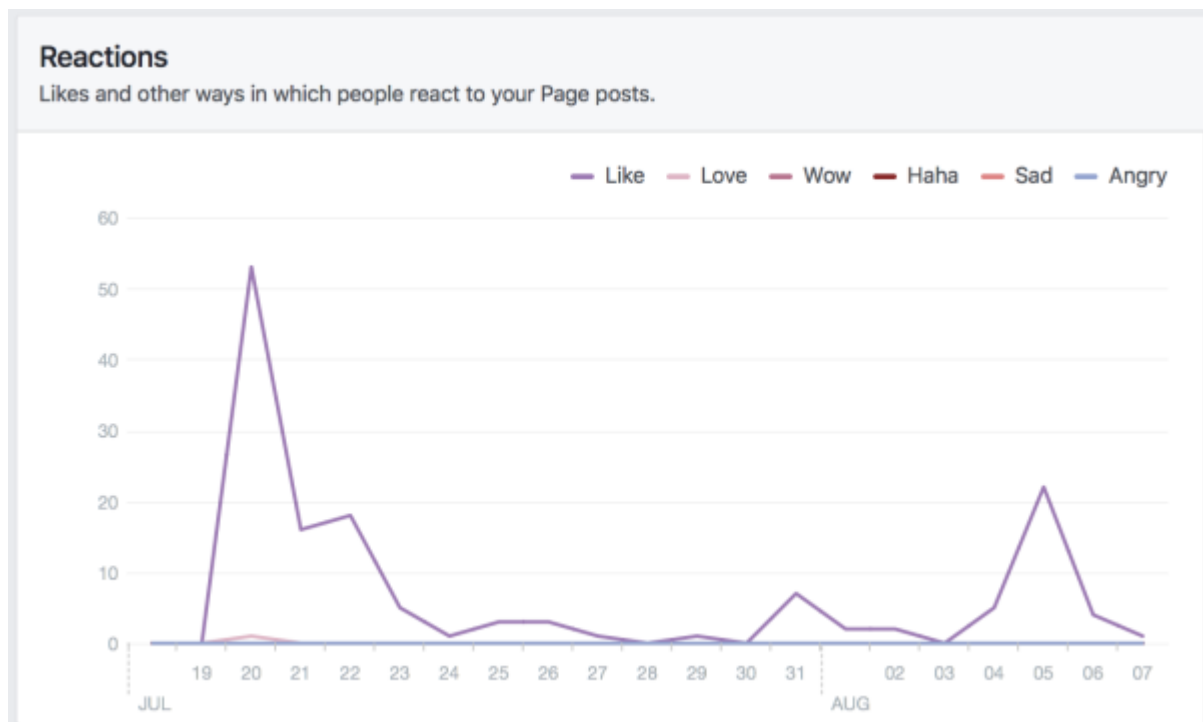 Reactions
Likes and other ways in which people react to your Page posts.
Like Love Wow Haha Sad Angry
60
50
40
30
20
10
0
19 20 21 22 23 24 25 26 27 28 29 30 31 02 03 04 05 06 07
JUL AUG